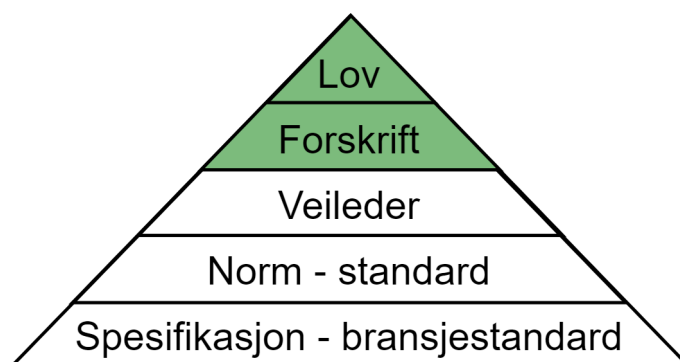 Lov
Forskrift
Veileder
Norm - standard
Spesifikasjon - bransjestandard